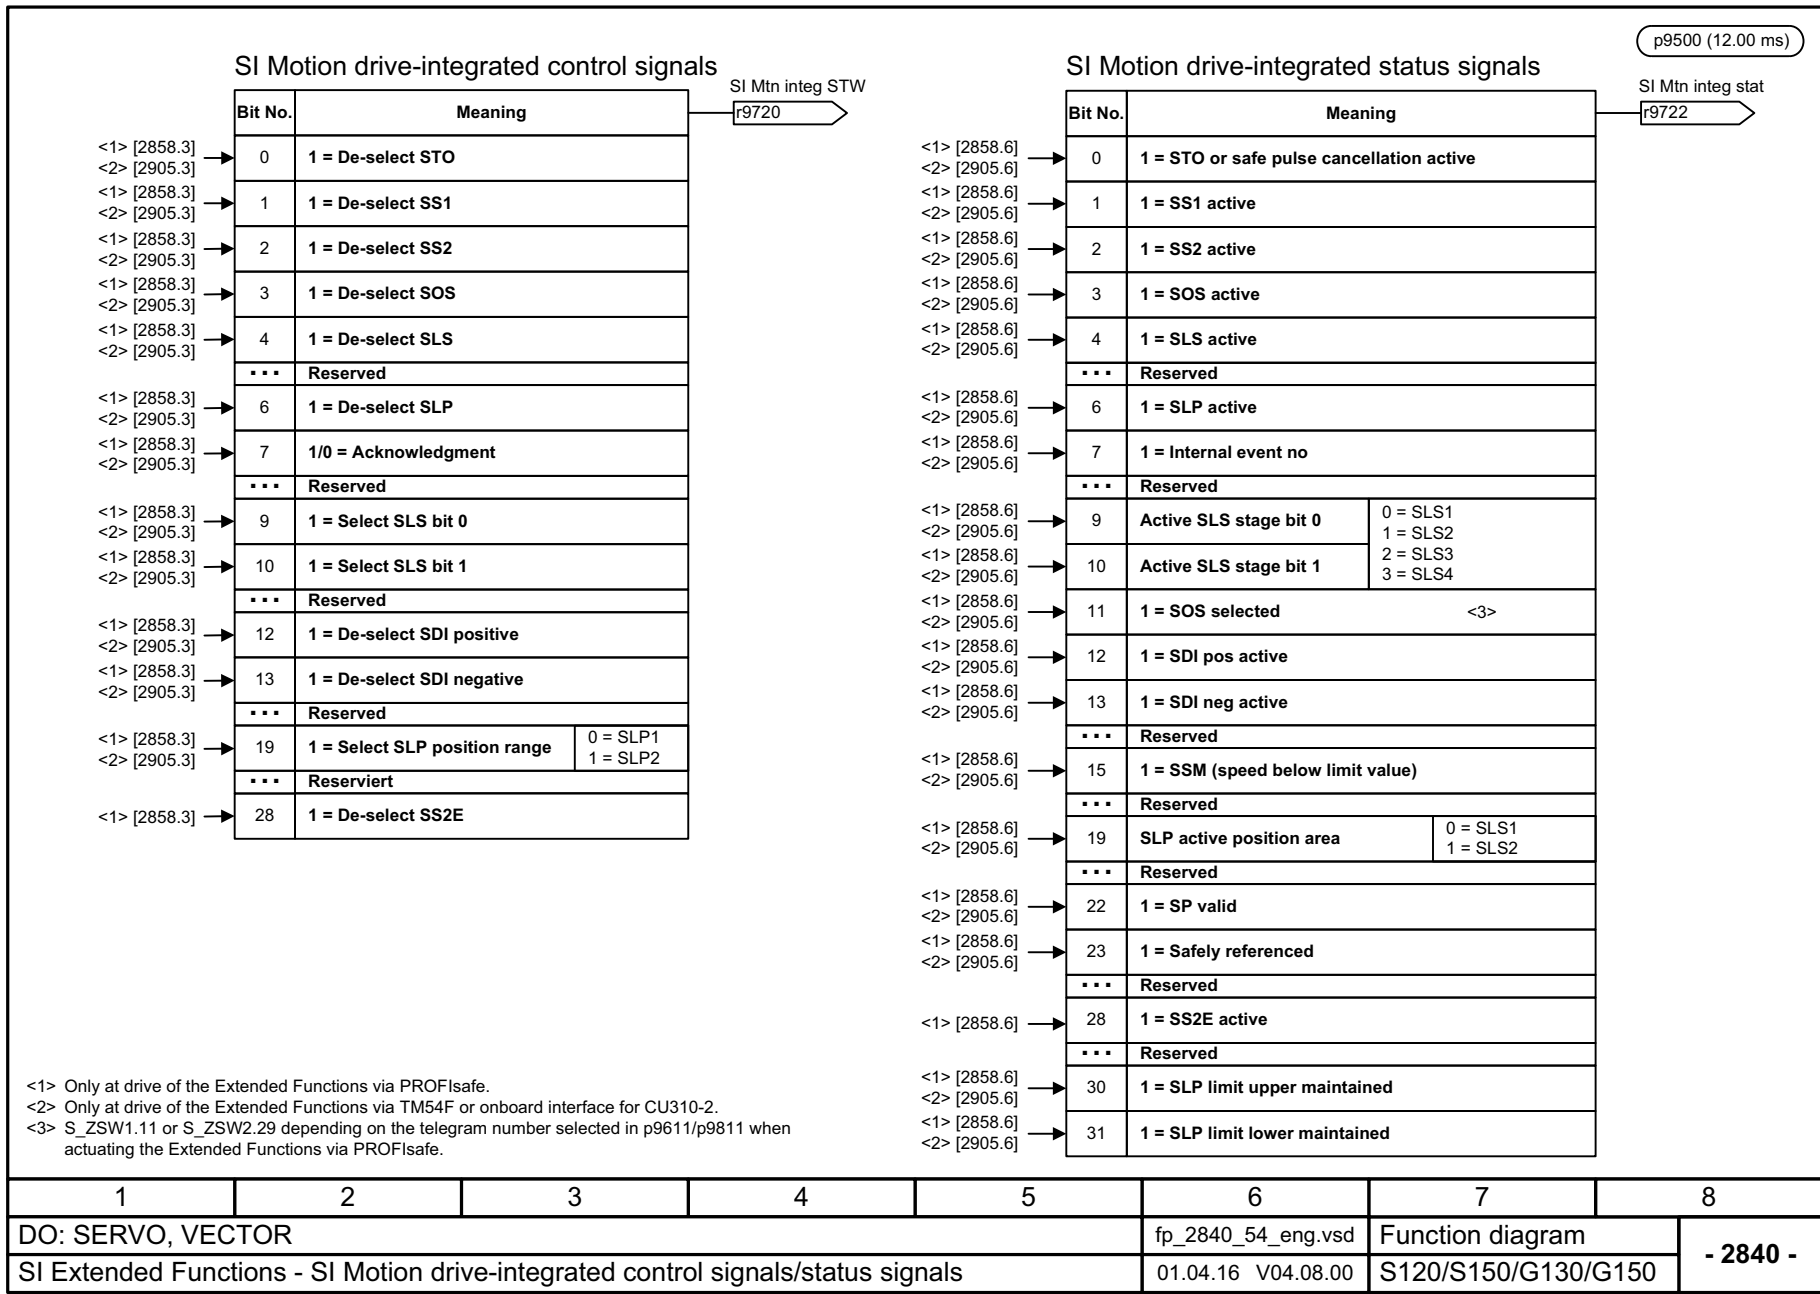 p9500 (12.00 ms)
SI Motion drive-integrated control signals
SI Mtn integ STW
r9720
Bit No. Meaning
<1> [2858.3]
<2> [2905.3]
0 1 = De-select STO
<1> [2858.3]
<2> [2905.3]
1 1 = De-select SS1
<1> [2858.3]
<2> [2905.3]
2 1 = De-select SS2
<1> [2858.3]
<2> [2905.3]
3 1 = De-select SOS
<1> [2858.3]
<2> [2905.3]
4 1 = De-select SLS
... Reserved
<1> [2858.3]
<2> [2905.3]
6 1 = De-select SLP
<1> [2858.3]
<2> [2905.3]
7 1/0 = Acknowledgment
... Reserved
<1> [2858.3]
<2> [2905.3]
9 1 = Select SLS bit 0
<1> [2858.3]
<2> [2905.3]
10 1 = Select SLS bit 1
... Reserved
<1> [2858.3]
<2> [2905.3]
12 1 = De-select SDI positive
<1> [2858.3]
<2> [2905.3]
13 1 = De-select SDI negative
... Reserved
<1> [2858.3]
<2> [2905.3]
19 1 = Select SLP position range
0 = SLP1
1 = SLP2
... Reserviert
<1> [2858.3]
28 1 = De-select SS2E
SI Motion drive-integrated status signals
SI Mtn integ stat
r9722
Bit No. Meaning
<1> [2858.6]
<2> [2905.6]
0 1 = STO or safe pulse cancellation active
<1> [2858.6]
<2> [2905.6]
1 1 = SS1 active
<1> [2858.6]
<2> [2905.6]
2 1 = SS2 active
<1> [2858.6]
<2> [2905.6]
3 1 = SOS active
<1> [2858.6]
<2> [2905.6]
4 1 = SLS active
... Reserved
<1> [2858.6]
<2> [2905.6]
6 1 = SLP active
<1> [2858.6]
<2> [2905.6]
7 1 = Internal event no
... Reserved
<1> [2858.6]
<2> [2905.6]
9 Active SLS stage bit 0
<1> [2858.6]
<2> [2905.6]
10 Active SLS stage bit 1
0 = SLS1
1 = SLS2
2 = SLS3
3 = SLS4
<1> [2858.6]
<2> [2905.6]
11 1 = SOS selected <3>
<1> [2858.6]
<2> [2905.6]
12 1 = SDI pos active
<1> [2858.6]
<2> [2905.6]
13 1 = SDI neg active
... Reserved
<1> [2858.6]
<2> [2905.6]
15 1 = SSM (speed below limit value)
... Reserved
<1> [2858.6]
<2> [2905.6]
19 SLP active position area
0 = SLS1
1 = SLS2
... Reserved
<1> [2858.6]
<2> [2905.6]
22 1 = SP valid
<1> [2858.6]
<2> [2905.6]
23 1 = Safely referenced
... Reserved
<1> [2858.6]
28 1 = SS2E active
... Reserved
<1> [2858.6]
<2> [2905.6]
30 1 = SLP limit upper maintained
<1> [2858.6]
<2> [2905.6]
31 1 = SLP limit lower maintained
<1> Only at drive of the Extended Functions via PROFIsafe.
<2> Only at drive of the Extended Functions via TM54F or onboard interface for CU310-2.
<3> S_ZSW1.11 or S_ZSW2.29 depending on the telegram number selected in p9611/p9811 when
actuating the Extended Functions via PROFIsafe.
1 2 3 4 5 6 7 8
DO: SERVO, VECTOR
fp_2840_54_eng.vsd Function diagram
- 2840 -
SI Extended Functions - SI Motion drive-integrated control signals/status signals
01.04.16 V04.08.00 S120/S150/G130/G150